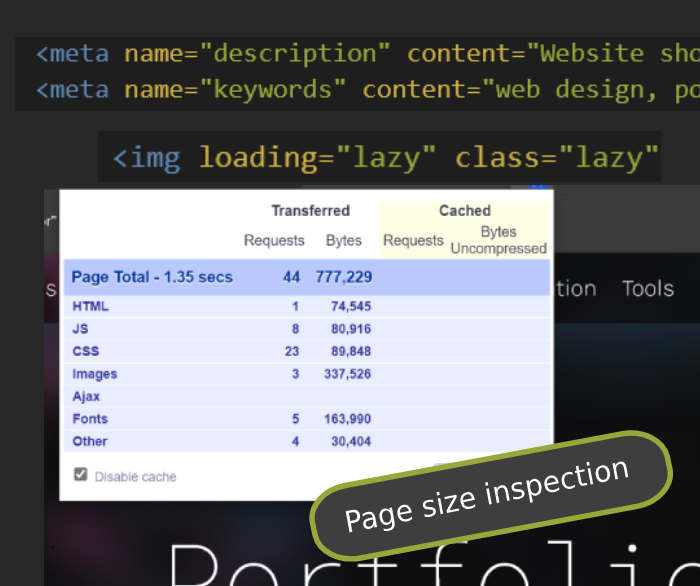 <meta name="description" content="Website sho
<meta name="keywords" content="web design, po
<img loading="lazy" class="lazy"
r"
Transferred Cached
Requests Bytes Requests Bytes Uncompressed
Page Total - 1.35 secs 44 777,229
HTML 1 74,545
JS 8 80,916
CSS 23 89,848
Images 3 337,526
Ajax
Fonts 5 163,990
Other 4 30,404
Disable cache
s tion Tools
Page size inspection
Portfolio